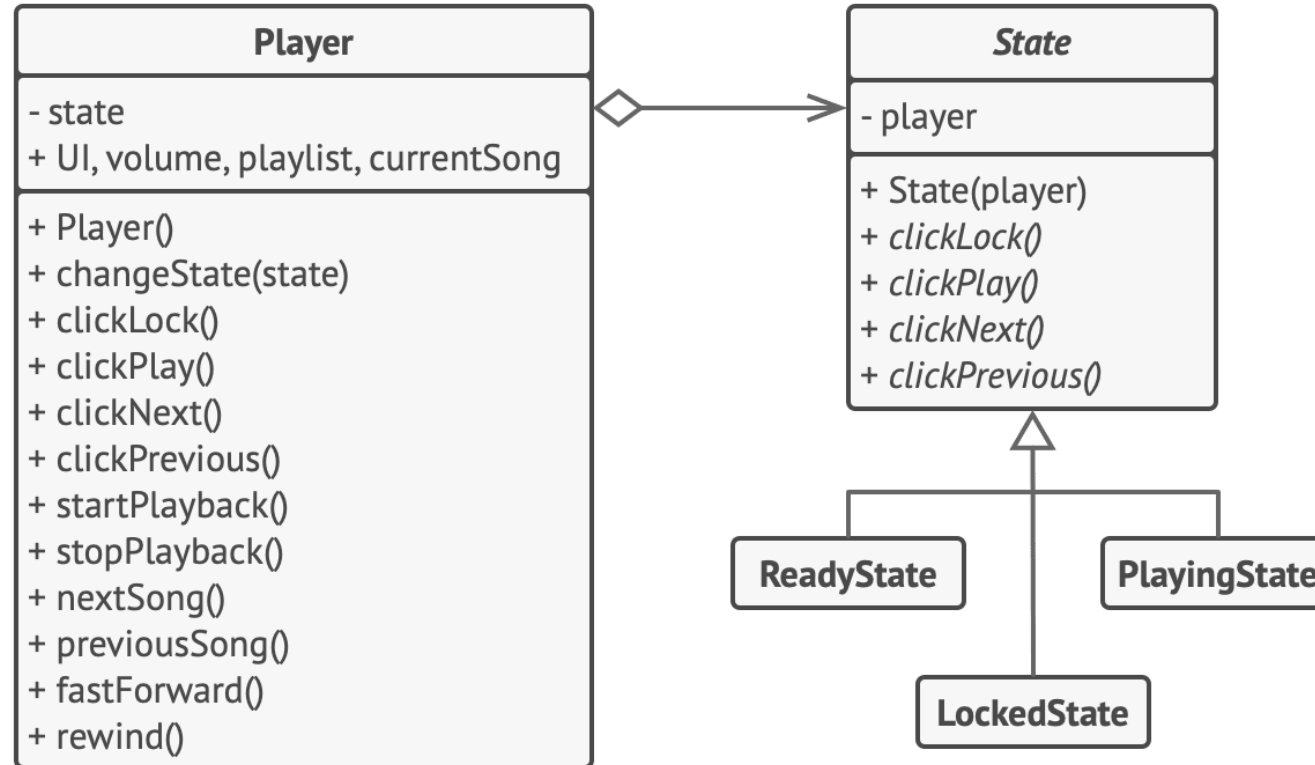 Player
- state
+ UI, volume, playlist, currentSong
+ Player()
+ changeState(state)
+ clickLock()
+ clickPlay()
+ clickNext()
+ clickPrevious()
+ startPlayback()
+ stopPlayback()
+ nextSong()
+ previousSong()
+ fastForward()
+ rewind()
State
- player
+ State(player)
+ clickLock()
+ clickPlay()
+ clickNext()
+ clickPrevious()
ReadyState
PlayingState
LockedState